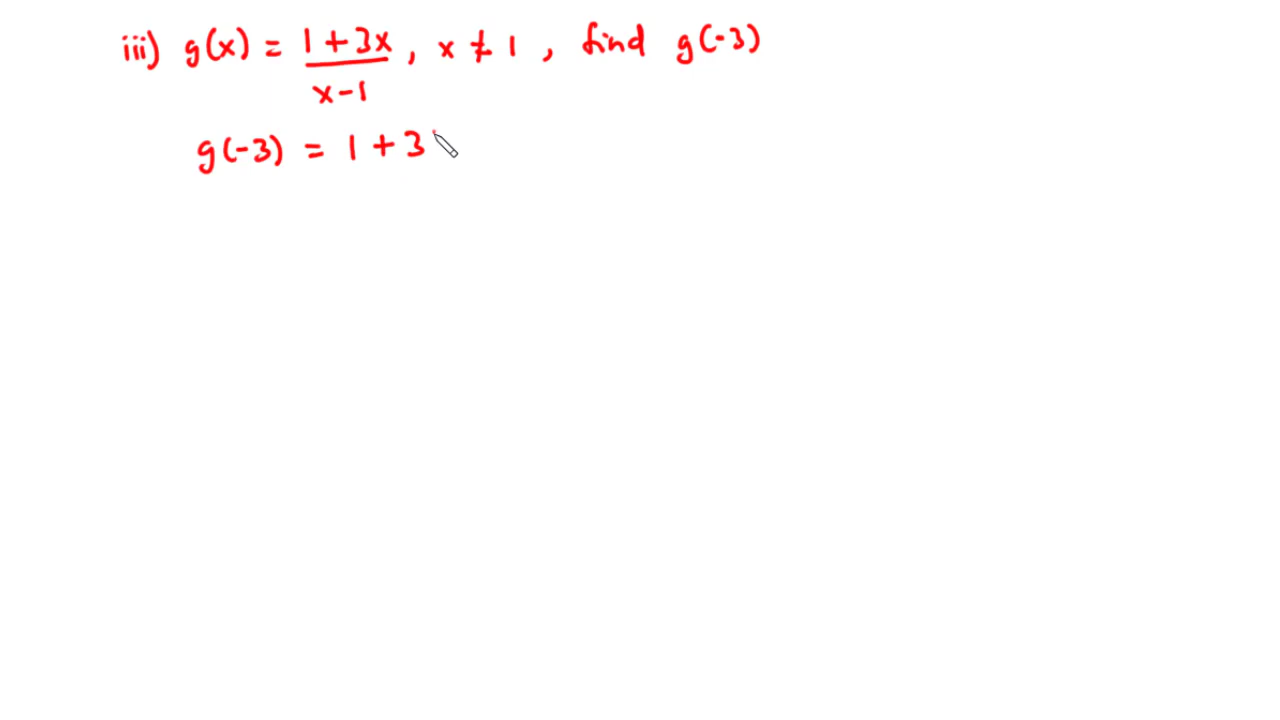 iii) g(x) = 1 + 3x / x - 1 , x ≠ 1 , find g(-3)
g(-3) = 1 + 3